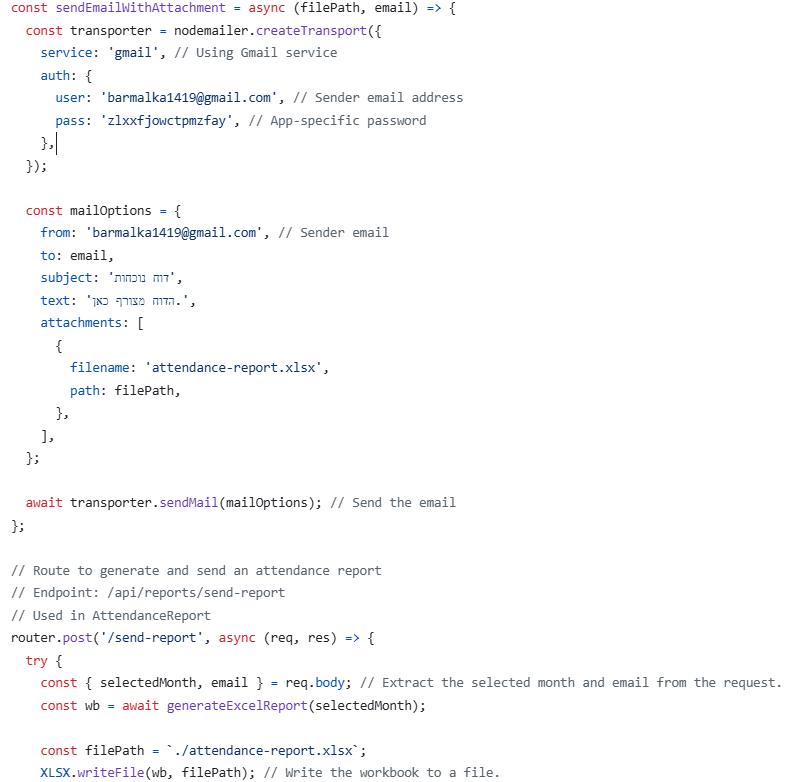 const sendEmailWithAttachment = async (filePath, email) => {
  const transporter = nodemailer.createTransport({
    service: 'gmail', // Using Gmail service
    auth: {
      user: 'barmalka1419@gmail.com', // Sender email address
      pass: 'zlxxfjowctpmzfay', // App-specific password
    },
  });

  const mailOptions = {
    from: 'barmalka1419@gmail.com', // Sender email
    to: email,
    subject: 'דוח נוכחות',
    text: 'הדוח מצורף כאן.',
    attachments: [
      {
        filename: 'attendance-report.xlsx',
        path: filePath,
      },
    ],
  };

  await transporter.sendMail(mailOptions); // Send the email
};

// Route to generate and send an attendance report
// Endpoint: /api/reports/send-report
// Used in AttendanceReport
router.post('/send-report', async (req, res) => {
  try {
    const { selectedMonth, email } = req.body; // Extract the selected month and email from the request.
    const wb = await generateExcelReport(selectedMonth);

    const filePath = `./attendance-report.xlsx`;
    XLSX.writeFile(wb, filePath); // Write the workbook to a file.